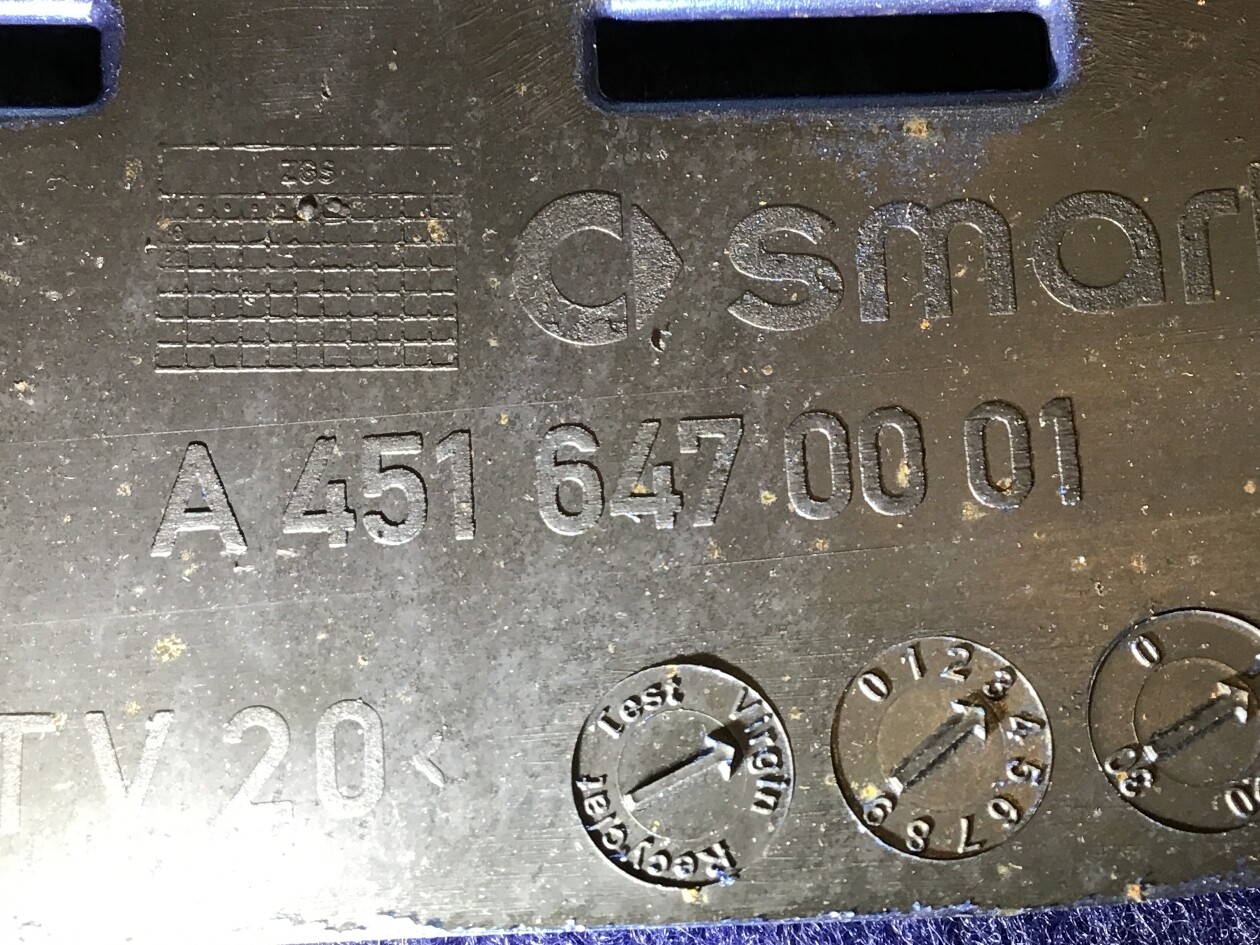 smart
A 451 647 00 01
TV 20<
Test Virgin Recyclat
0 1 2 3 4 5 6 7 8 9
0